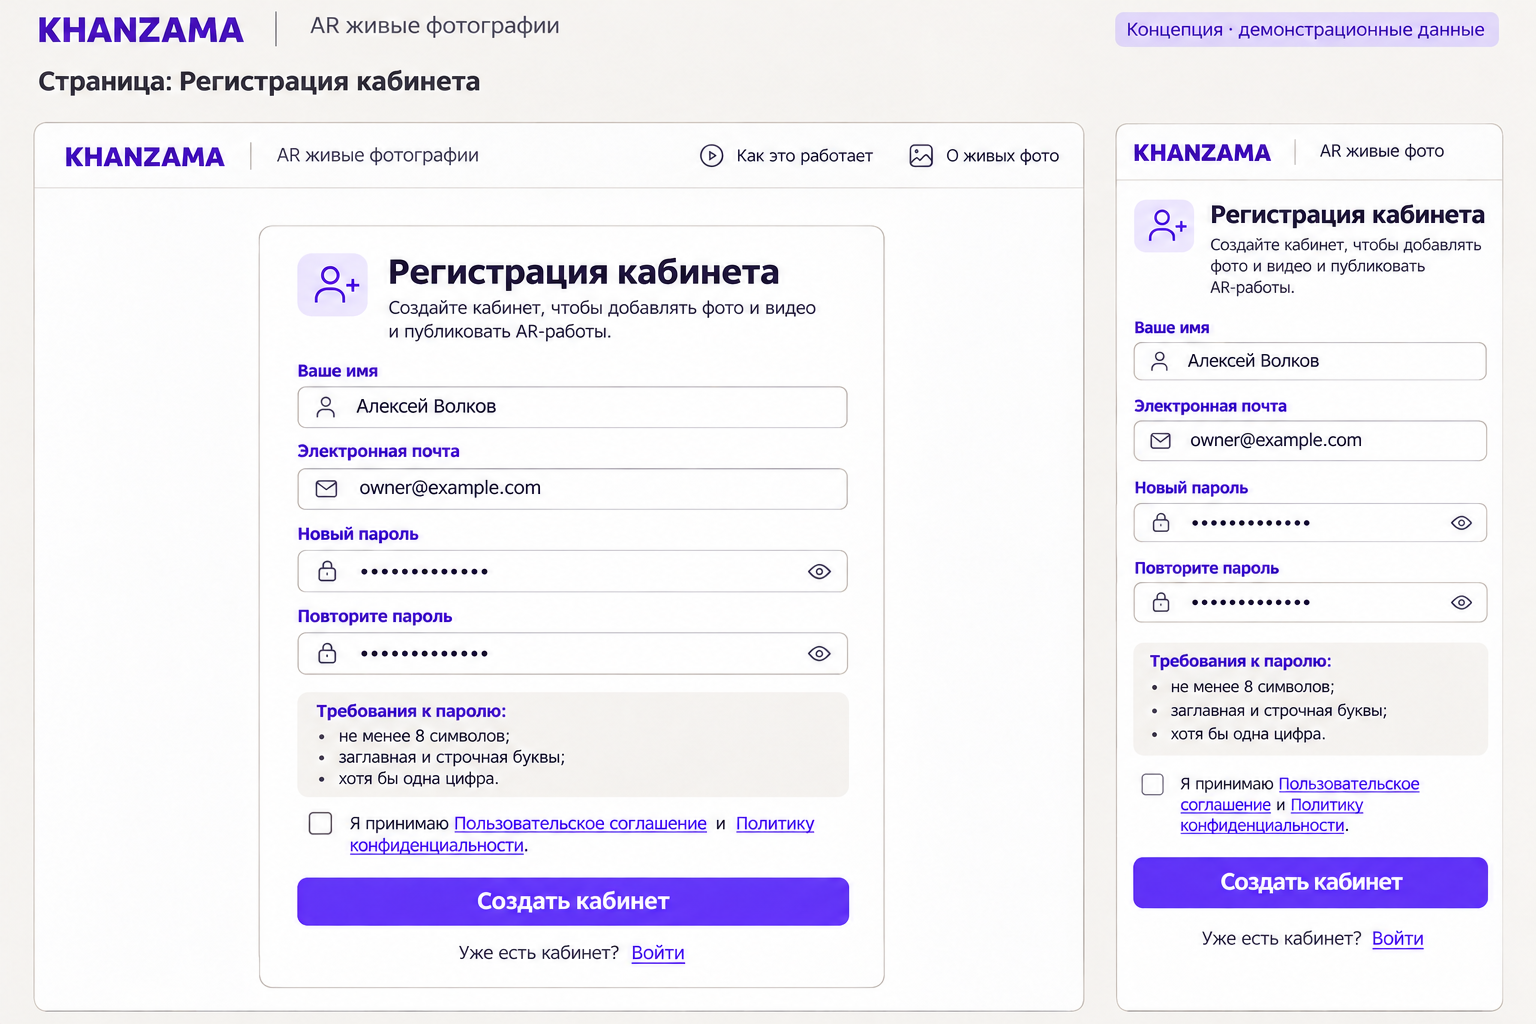 KHANZAMA
AR живые фотографии
Концепция · демонстрационные данные
Страница: Регистрация кабинета
KHANZAMA
AR живые фотографии
Как это работает
О живых фото
Регистрация кабинета
Создайте кабинет, чтобы добавлять фото и видео
и публиковать AR-работы.
Ваше имя
Алексей Волков
Электронная почта
owner@example.com
Новый пароль
•••••••••••••
Повторите пароль
•••••••••••••
Требования к паролю:
• не менее 8 символов;
• заглавная и строчная буквы;
• хотя бы одна цифра.
Я принимаю Пользовательское соглашение и Политику
конфиденциальности.
Создать кабинет
Уже есть кабинет? Войти
KHANZAMA
AR живые фото
Регистрация кабинета
Создайте кабинет, чтобы добавлять
фото и видео и публиковать
AR-работы.
Ваше имя
Алексей Волков
Электронная почта
owner@example.com
Новый пароль
•••••••••••••
Повторите пароль
•••••••••••••
Требования к паролю:
• не менее 8 символов;
• заглавная и строчная буквы;
• хотя бы одна цифра.
Я принимаю Пользовательское
соглашение и Политику
конфиденциальности.
Создать кабинет
Уже есть кабинет? Войти